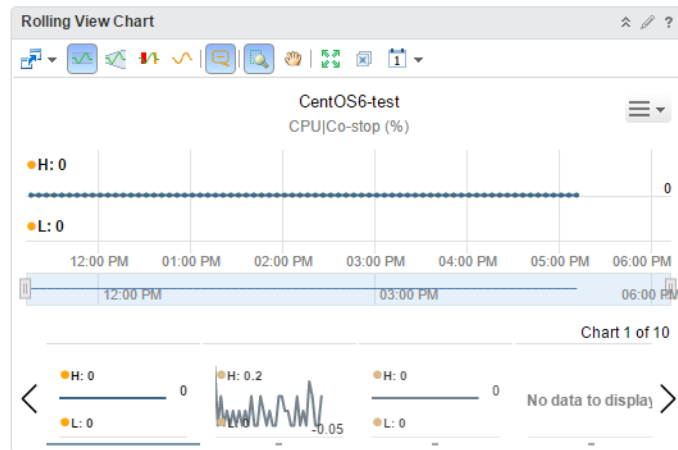 Rolling View Chart ?
1
CentOS6-test
CPU|Co-stop (%)
H: 0
0
L: 0
12:00 PM 01:00 PM 02:00 PM 03:00 PM 04:00 PM 05:00 PM 06:00 PM
12:00 PM 03:00 PM 06:00 PM
Chart 1 of 10
H: 0 H: 0.2 H: 0
0 0 No data to display
L: 0 L: 0 -0.05 L: 0